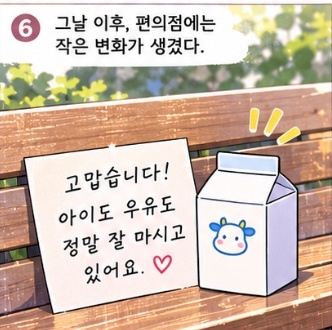 6 그날 이후, 편의점에는
작은 변화가 생겼다.
고맙습니다!
아이도 우유도
정말 잘 마시고
있어요. ♡